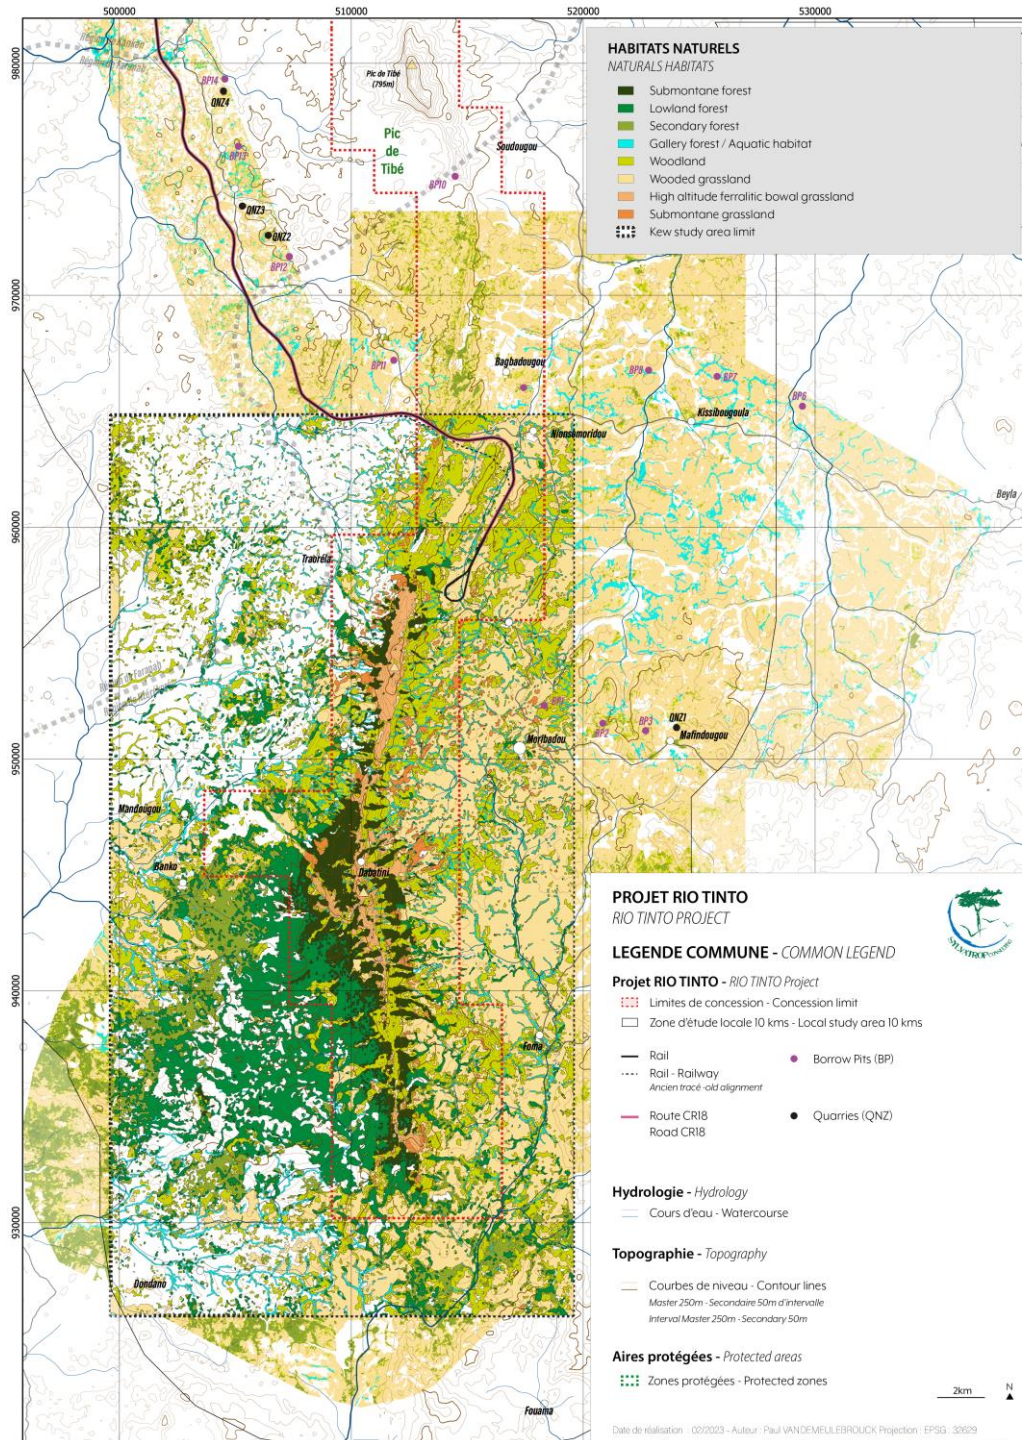 500000
510000
520000
530000
980000
970000
960000
950000
940000
930000
HABITATS NATURELS
NATURALS HABITATS
Submontane forest
Lowland forest
Secondary forest
Gallery forest / Aquatic habitat
Woodland
Wooded grassland
High altitude ferralitic bowal grassland
Submontane grassland
Kew study area limit
BP14
QNZ4
BP13
QNZ3
QNZ2
BP12
Pic de Tibé
(795m)
Pic
de
Tibé
Soudougou
BP10
BP11
Bagbadougou
BP8
BP7
BP6
Kissibougoula
Nionsomoridou
Beyla
Traoréla
BP1
BP2
BP3
QNZ1
Mafindougou
Moribadou
Mandougou
Banko
Dabatini
Foma
Dondano
Fouama
PROJET RIO TINTO
RIO TINTO PROJECT
SYLVATROP
LEGENDE COMMUNE - COMMON LEGEND
Projet RIO TINTO - RIO TINTO Project
Limites de concession - Concession limit
Zone d'étude locale 10 kms - Local study area 10 kms
Rail
Rail - Railway
Ancien tracé -old alignment
Borrow Pits (BP)
Route CR18
Road CR18
Quarries (QNZ)
Hydrologie - Hydrology
Cours d'eau - Watercourse
Topographie - Topography
Courbes de niveau - Contour lines
Master 250m - Secondaire 50m d'intervalle
Interval Master 250m - Secondary 50m
Aires protégées - Protected areas
Zones protégées - Protected zones
2km
N
Date de réalisation : 02/2023 - Auteur : Paul VANDEMEULEBROUCK Projection : EPSG : 32629